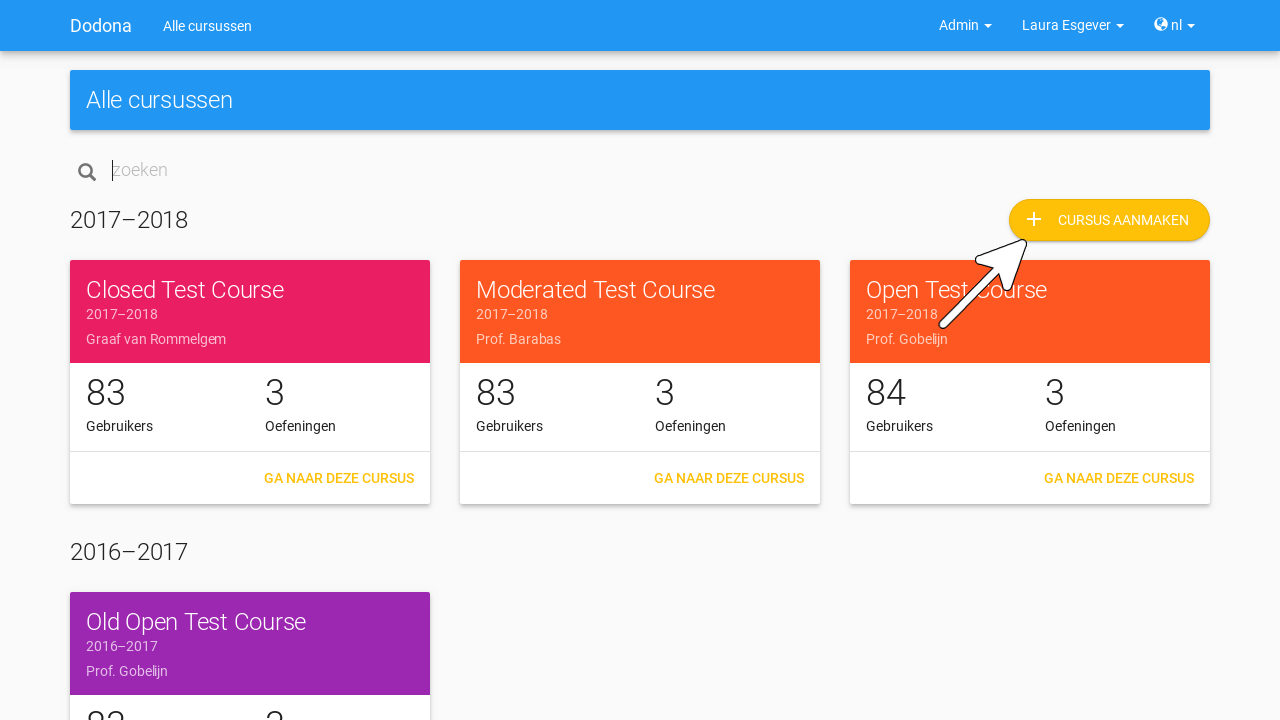 Dodona Alle cursussen Admin Laura Esgever nl
Alle cursussen
zoeken
2017–2018
CURSUS AANMAKEN
Closed Test Course
2017–2018
Graaf van Rommelgem
83 3
Gebruikers Oefeningen
GA NAAR DEZE CURSUS
Moderated Test Course
2017–2018
Prof. Barabas
83 3
Gebruikers Oefeningen
GA NAAR DEZE CURSUS
Open Test Course
2017–2018
Prof. Gobelijn
84 3
Gebruikers Oefeningen
GA NAAR DEZE CURSUS
2016–2017
Old Open Test Course
2016–2017
Prof. Gobelijn